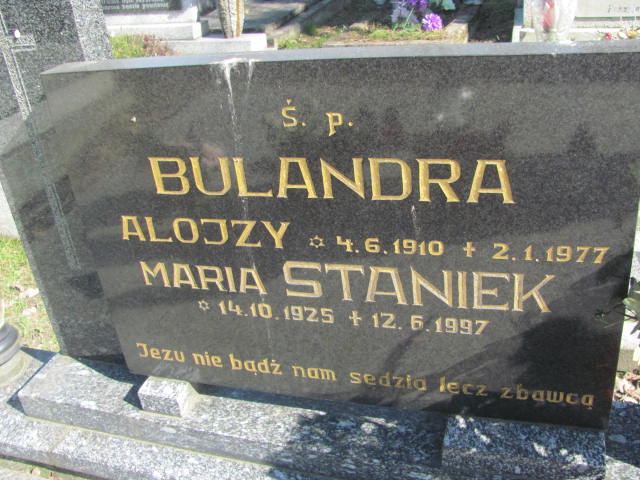 Ś. p.
BULANDRA
ALOJZY ✡ 4.6.1910 + 2.1.1977
MARIA STANIEK
✡ 14.10.1925 + 12.6.1997
Jezu nie bądź nam sedzią lecz zbawcą